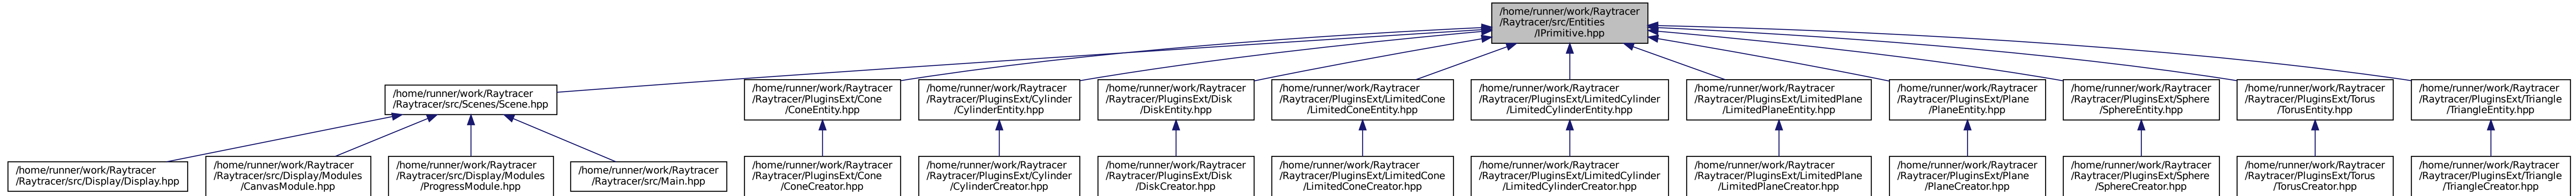 /home/runner/work/Raytracer
/Raytracer/src/Entities
/IPrimitive.hpp
/home/runner/work/Raytracer
/Raytracer/src/Scenes/Scene.hpp
/home/runner/work/Raytracer
/Raytracer/PluginsExt/Cone
/ConeEntity.hpp
/home/runner/work/Raytracer
/Raytracer/PluginsExt/Cylinder
/CylinderEntity.hpp
/home/runner/work/Raytracer
/Raytracer/PluginsExt/Disk
/DiskEntity.hpp
/home/runner/work/Raytracer
/Raytracer/PluginsExt/LimitedCone
/LimitedConeEntity.hpp
/home/runner/work/Raytracer
/Raytracer/PluginsExt/LimitedCylinder
/LimitedCylinderEntity.hpp
/home/runner/work/Raytracer
/Raytracer/PluginsExt/LimitedPlane
/LimitedPlaneEntity.hpp
/home/runner/work/Raytracer
/Raytracer/PluginsExt/Plane
/PlaneEntity.hpp
/home/runner/work/Raytracer
/Raytracer/PluginsExt/Sphere
/SphereEntity.hpp
/home/runner/work/Raytracer
/Raytracer/PluginsExt/Torus
/TorusEntity.hpp
/home/runner/work/Raytracer
/Raytracer/PluginsExt/Triangle
/TriangleEntity.hpp
/home/runner/work/Raytracer
/Raytracer/src/Display/Display.hpp
/home/runner/work/Raytracer
/Raytracer/src/Display/Modules
/CanvasModule.hpp
/home/runner/work/Raytracer
/Raytracer/src/Display/Modules
/ProgressModule.hpp
/home/runner/work/Raytracer
/Raytracer/src/Main.hpp
/home/runner/work/Raytracer
/Raytracer/PluginsExt/Cone
/ConeCreator.hpp
/home/runner/work/Raytracer
/Raytracer/PluginsExt/Cylinder
/CylinderCreator.hpp
/home/runner/work/Raytracer
/Raytracer/PluginsExt/Disk
/DiskCreator.hpp
/home/runner/work/Raytracer
/Raytracer/PluginsExt/LimitedCone
/LimitedConeCreator.hpp
/home/runner/work/Raytracer
/Raytracer/PluginsExt/LimitedCylinder
/LimitedCylinderCreator.hpp
/home/runner/work/Raytracer
/Raytracer/PluginsExt/LimitedPlane
/LimitedPlaneCreator.hpp
/home/runner/work/Raytracer
/Raytracer/PluginsExt/Plane
/PlaneCreator.hpp
/home/runner/work/Raytracer
/Raytracer/PluginsExt/Sphere
/SphereCreator.hpp
/home/runner/work/Raytracer
/Raytracer/PluginsExt/Torus
/TorusCreator.hpp
/home/runner/work/Raytracer
/Raytracer/PluginsExt/Triangle
/TriangleCreator.hpp